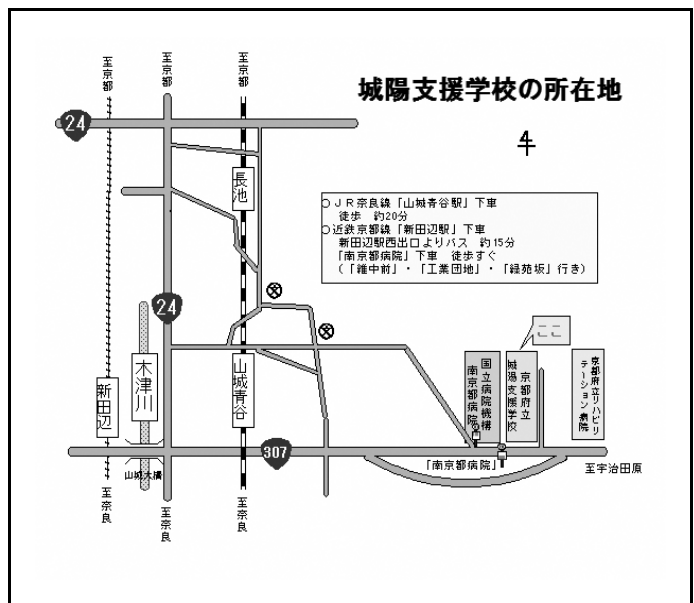 城陽支援学校の所在地
至京都
至京都
至京都
24
長池
○JR奈良線「山城青谷駅」下車
徒歩 約20分
○近鉄京都線「新田辺駅」下車
新田辺駅西出口よりバス 約15分
「南京都病院」下車 徒歩すぐ
(「維中前」・「工業団地」・「緑苑坂」行き)
24
ここ
木津川
新田辺
山城青谷
国立病院機構
南京都病院
京都府立
城陽支援学校
京都府立リハビリ
テーション病院
307
山城大橋
「南京都病院」
至宇治田原
至奈良
至奈良
至奈良